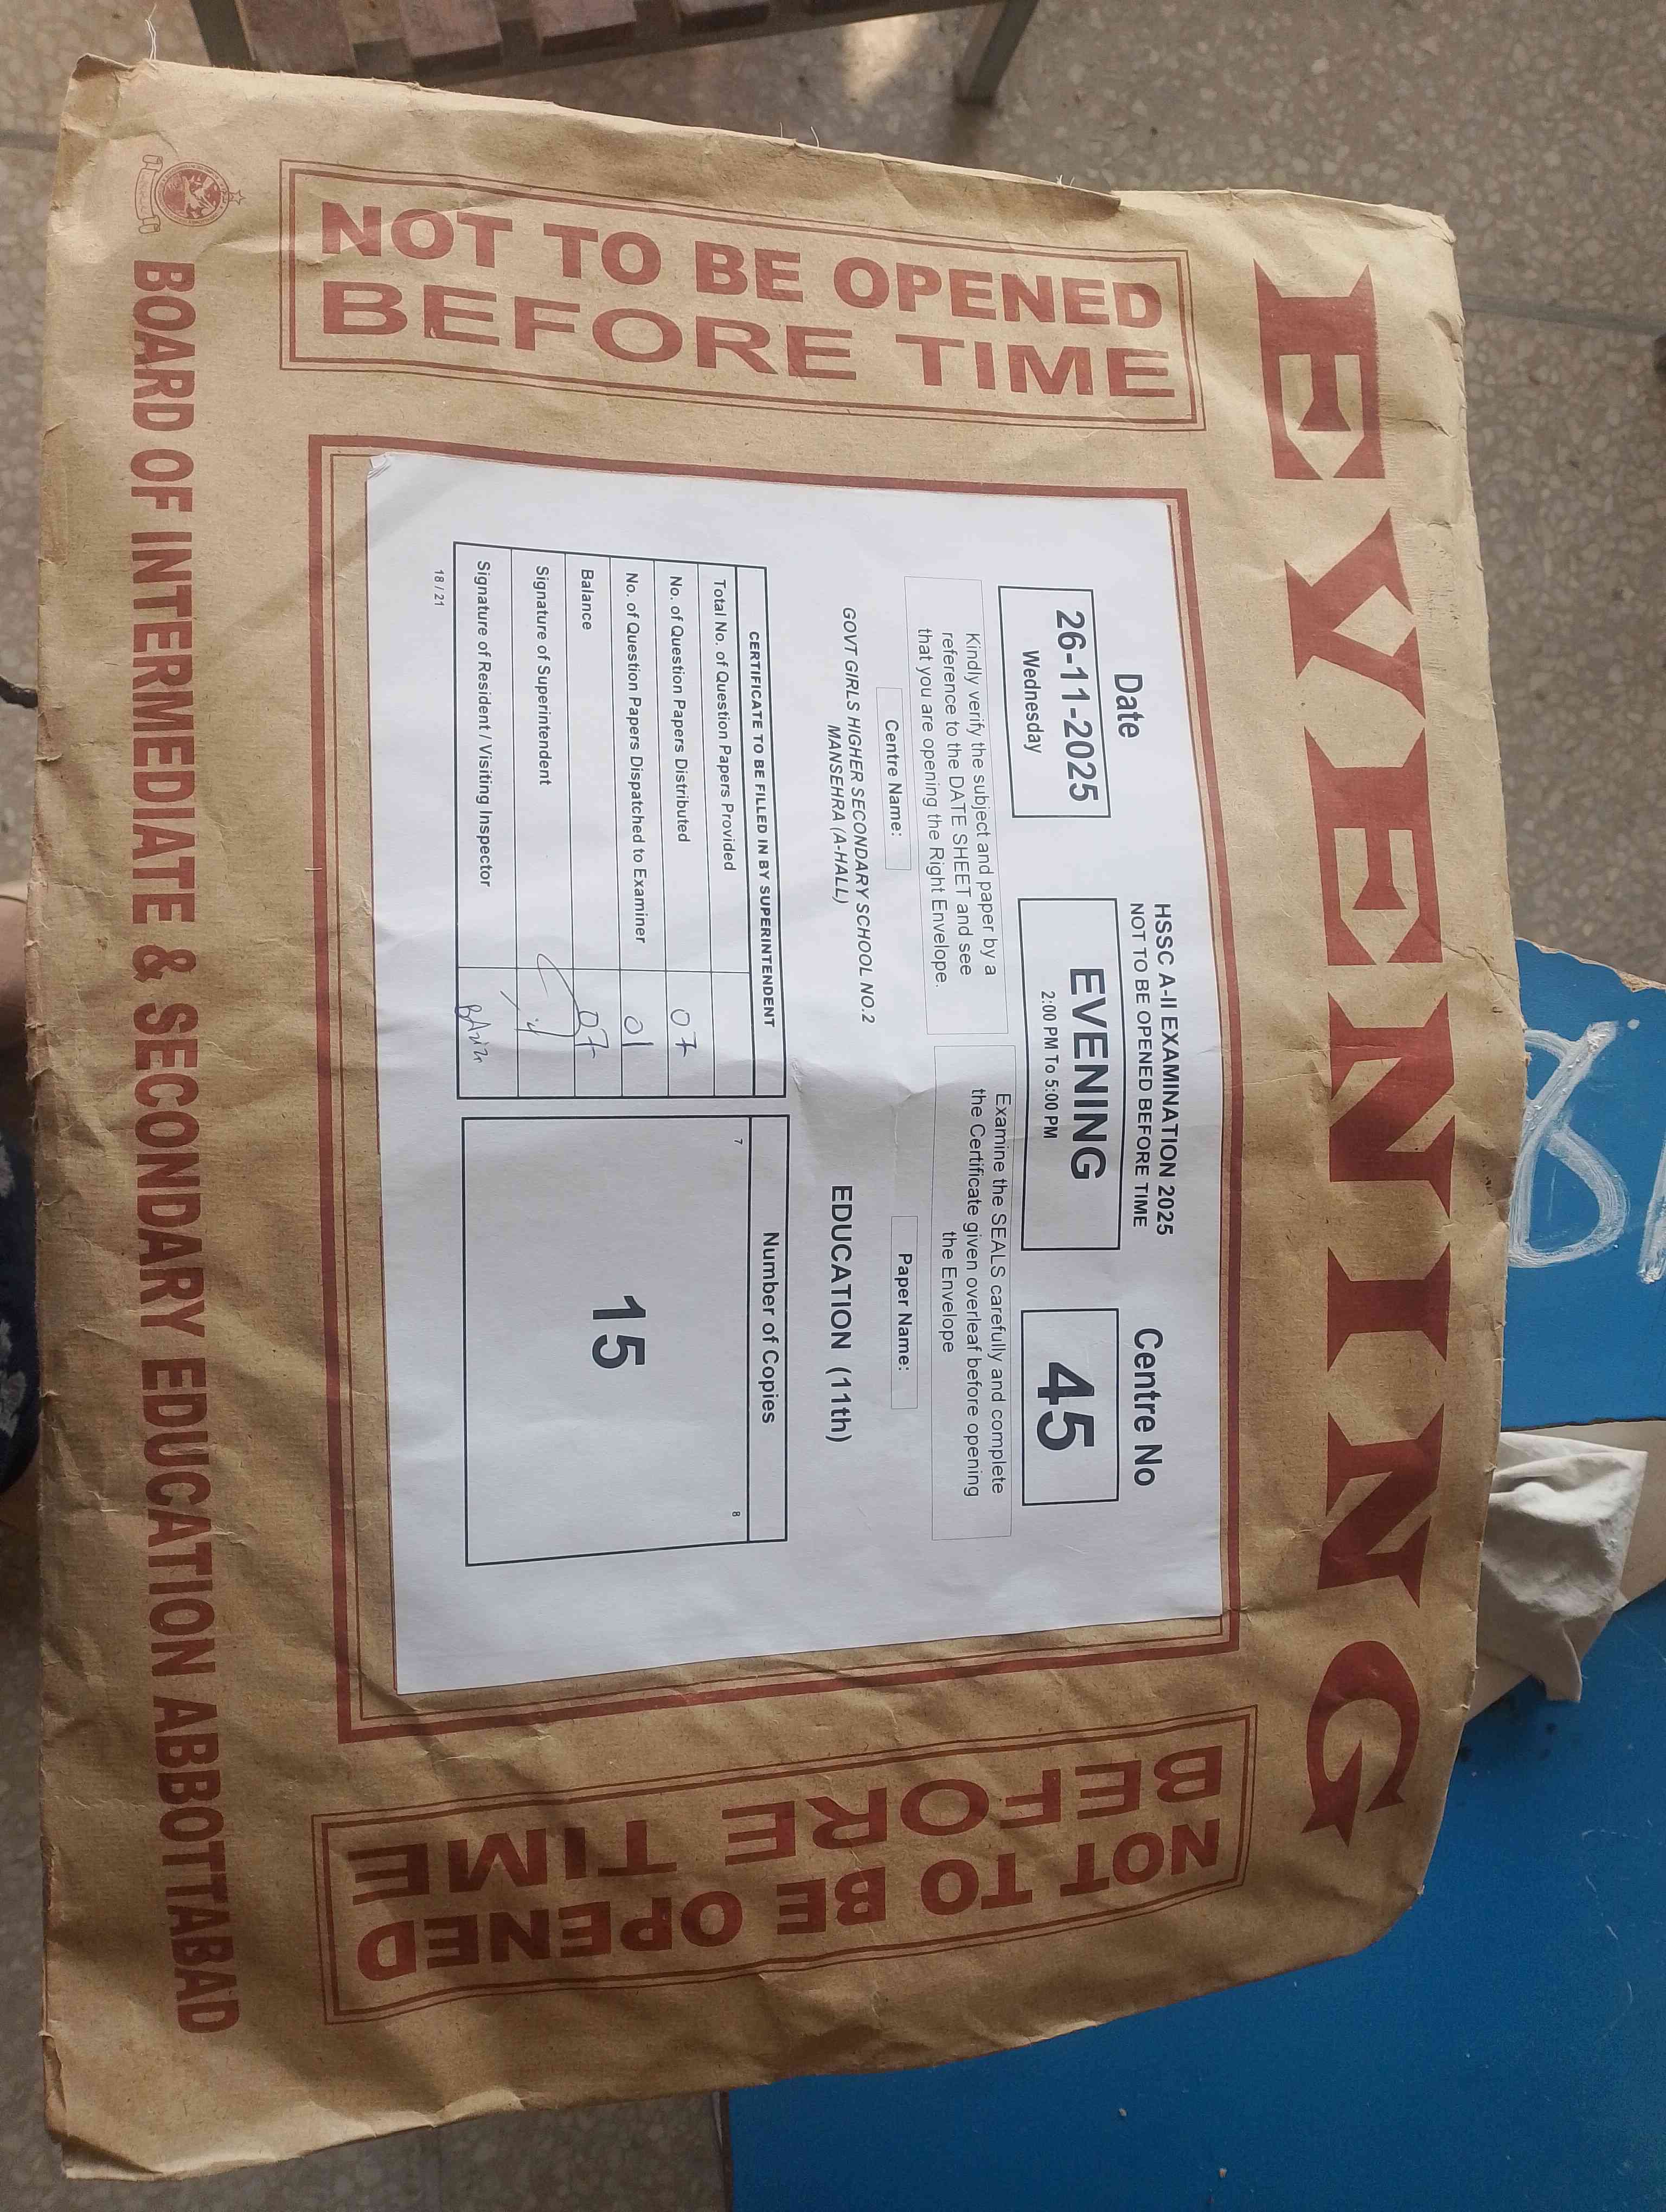 EVENING
NOT TO BE OPENED
BEFORE TIME
HSSC A-II EXAMINATION 2025
NOT TO BE OPENED BEFORE TIME
Date
26-11-2025
Wednesday
EVENING
2:00 PM To 5:00 PM
Centre No
45
Kindly verify the subject and paper by a
reference to the DATE SHEET and see
that you are opening the Right Envelope.
Examine the SEALS carefully and complete
the Certificate given overleaf before opening
the Envelope
Centre Name:
GOVT GIRLS HIGHER SECONDARY SCHOOL NO.2
MANSEHRA (A-HALL)
Paper Name:
EDUCATION (11th)
CERTIFICATE TO BE FILLED IN BY SUPERINTENDENT
Total No. of Question Papers Provided
No. of Question Papers Distributed 07
No. of Question Papers Dispatched to Examiner 01
Balance 07
Signature of Superintendent
Signature of Resident / Visiting Inspector
Number of Copies
7 8
15
18 / 21
NOT TO BE OPENED
BEFORE TIME
BOARD OF INTERMEDIATE & SECONDARY EDUCATION ABBOTTABAD